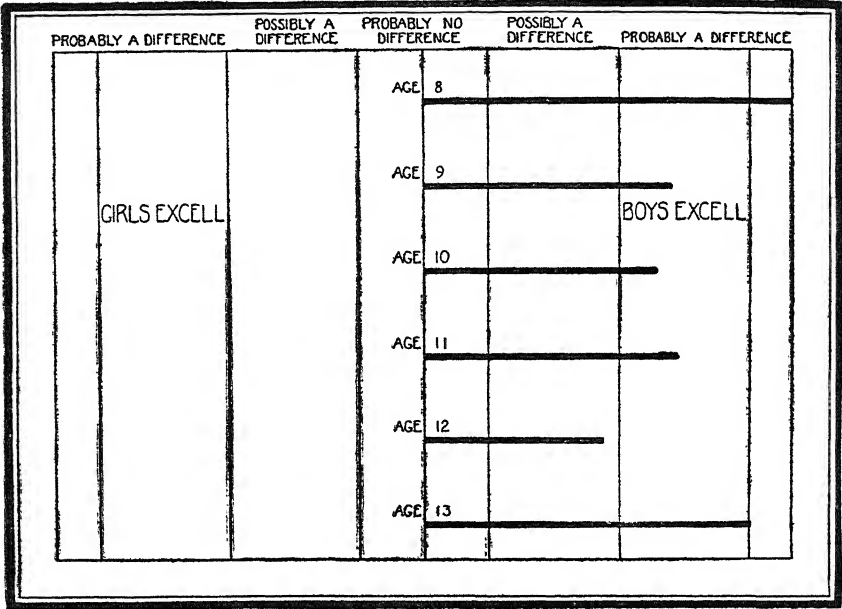 PROBABLY A DIFFERENCE
POSSIBLY A
DIFFERENCE
PROBABLY NO
DIFFERENCE
POSSIBLY A
DIFFERENCE
PROBABLY A DIFFERENCE
AGE 8
AGE 9
GIRLS EXCELL
BOYS EXCELL
AGE 10
AGE 11
AGE 12
AGE 13